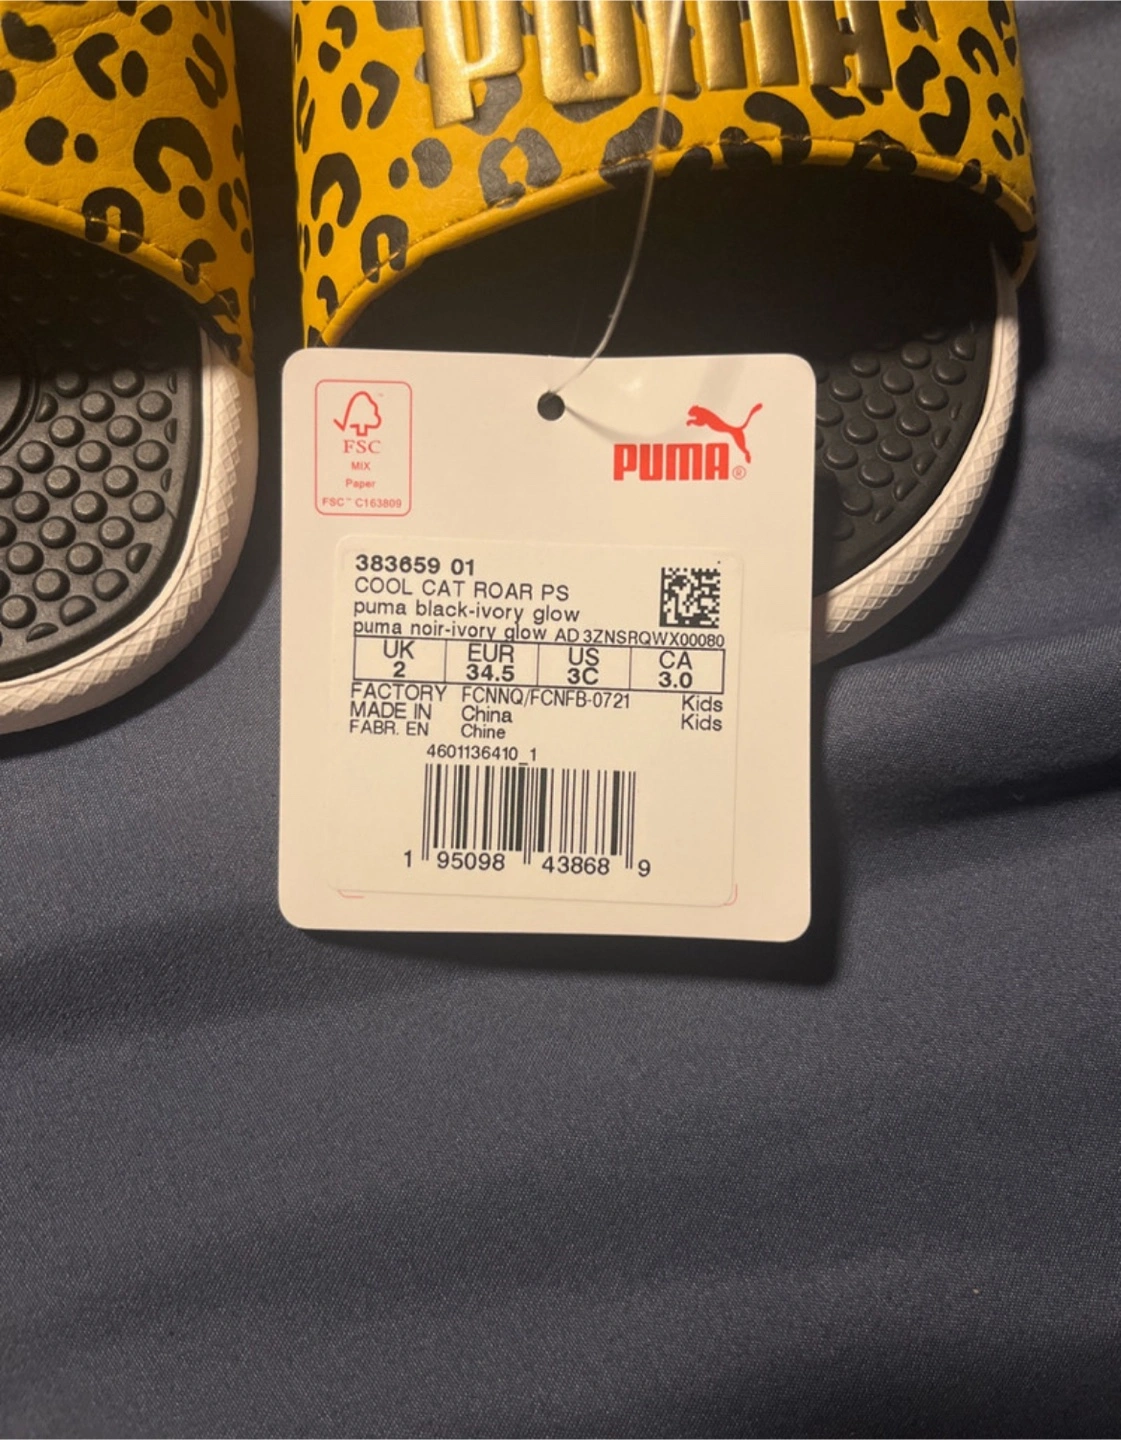 PUMA
FSC™
MIX
Paper
FSC™ C163809
PUMA®
383659 01
COOL CAT ROAR PS
puma black-ivory glow
puma noir-ivory glow AD 3ZNSRQWX00080
UK EUR US CA
2 34.5 3C 3.0
FACTORY FCNNQ/FCNFB-0721 Kids
MADE IN China Kids
FABR. EN Chine
4601136410_1
1 95098 43868 9